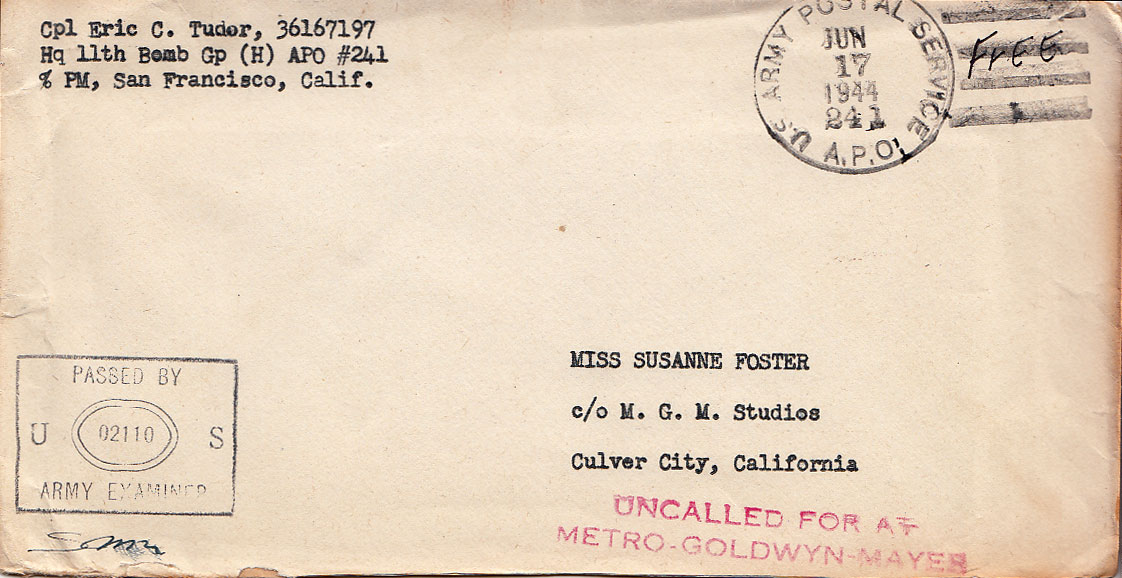 Cpl Eric C. Tudor, 36167197
Hq 11th Bomb Gp (H) APO #241
% PM, San Francisco, Calif.
U.S. ARMY POSTAL SERVICE
JUN
17
1944
241
A.P.O.
FrEE
MISS SUSANNE FOSTER
c/o M. G. M. Studios
Culver City, California
PASSED BY
U 02110 S
ARMY EXAMINER
UNCALLED FOR AT
METRO-GOLDWYN-MAYER